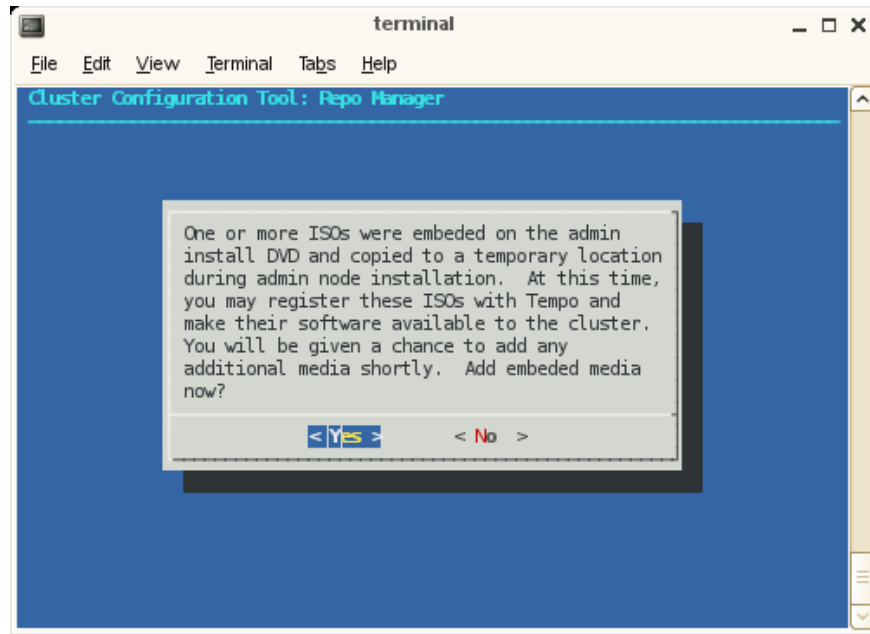 terminal
File Edit View Terminal Tabs Help
Cluster Configuration Tool: Repo Manager
One or more ISOs were embeded on the admin
install DVD and copied to a temporary location
during admin node installation. At this time,
you may register these ISOs with Tempo and
make their software available to the cluster.
You will be given a chance to add any
additional media shortly. Add embeded media
now?
< Yes > < No >